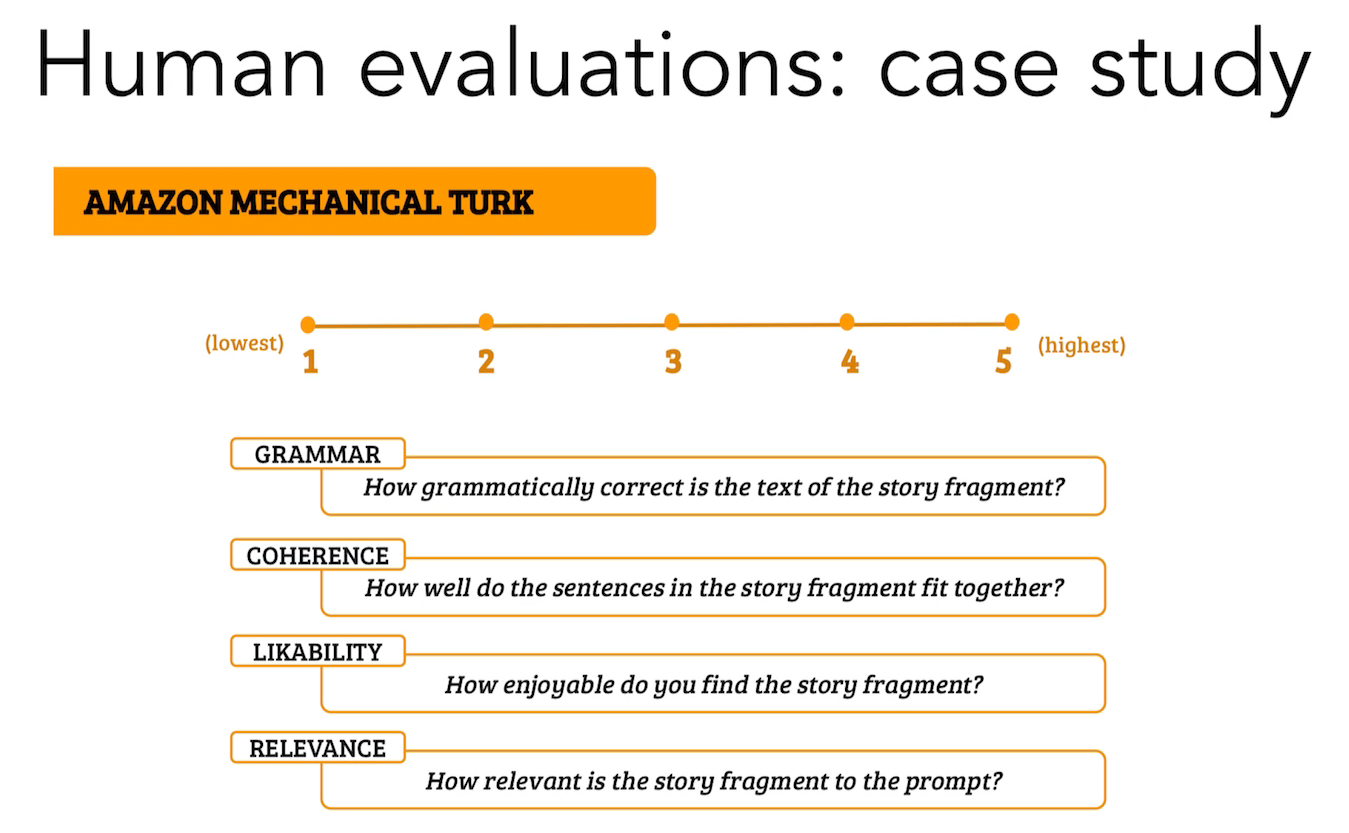 Human evaluations: case study
AMAZON MECHANICAL TURK
(lowest) 1 2 3 4 5 (highest)
GRAMMAR
How grammatically correct is the text of the story fragment?
COHERENCE
How well do the sentences in the story fragment fit together?
LIKABILITY
How enjoyable do you find the story fragment?
RELEVANCE
How relevant is the story fragment to the prompt?